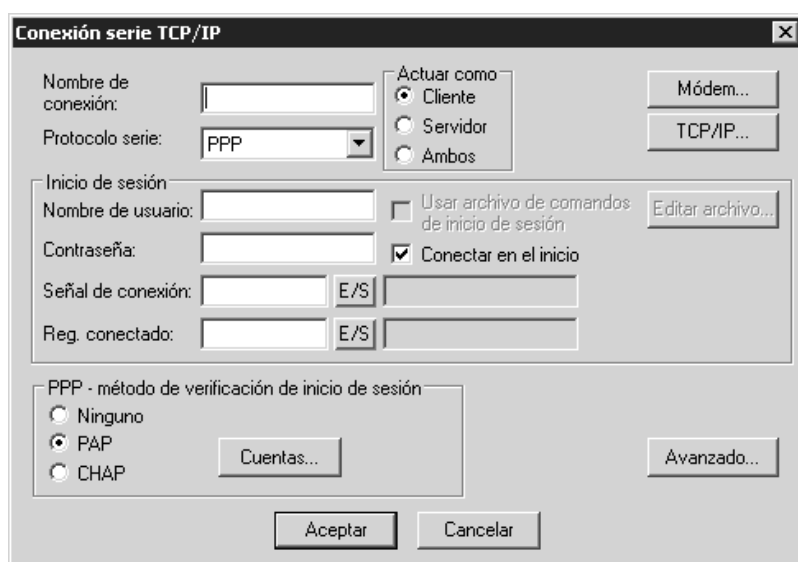 Conexión serie TCP/IP
Nombre de
conexión:
Actuar como
Cliente
Servidor
Ambos
Módem...
TCP/IP...
Protocolo serie:
PPP
Inicio de sesión
Nombre de usuario:
Usar archivo de comandos
de inicio de sesión
Editar archivo...
Contraseña:
Conectar en el inicio
Señal de conexión:
E/S
Reg. conectado:
E/S
PPP - método de verificación de inicio de sesión
Ninguno
PAP
CHAP
Cuentas...
Avanzado...
Aceptar
Cancelar